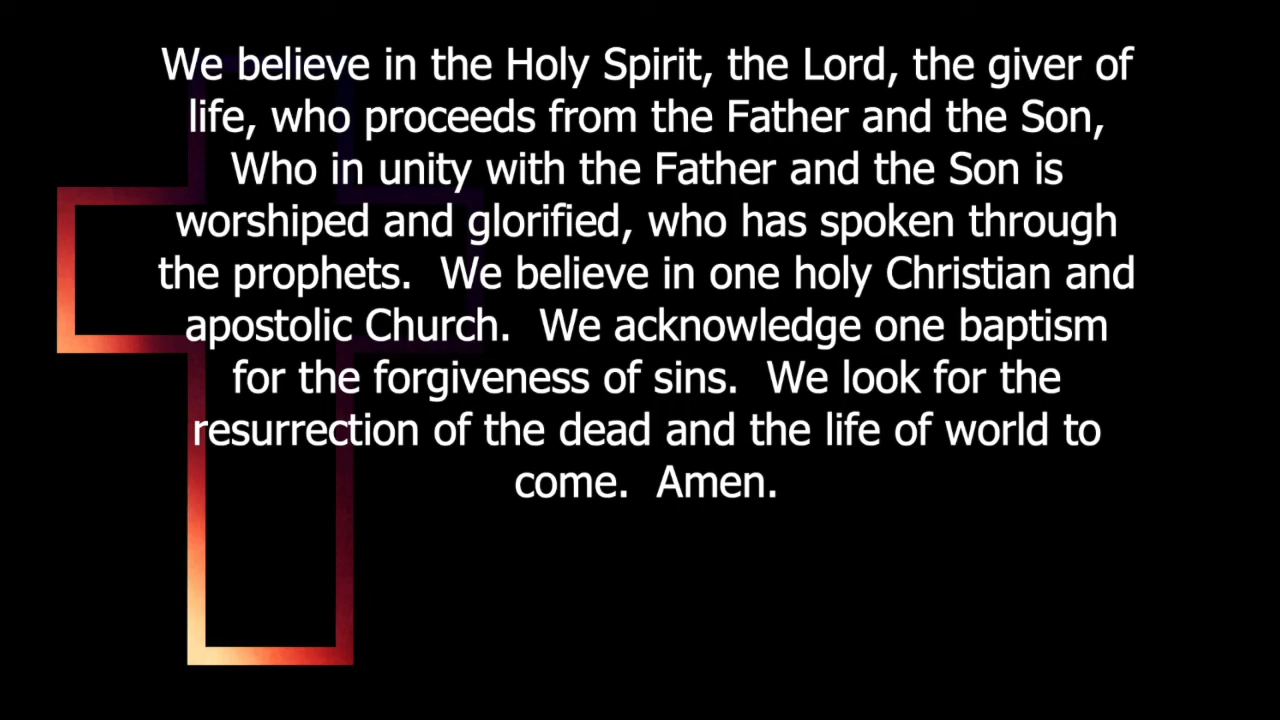 We believe in the Holy Spirit, the Lord, the giver of
life, who proceeds from the Father and the Son,
Who in unity with the Father and the Son is
worshiped and glorified, who has spoken through
the prophets.  We believe in one holy Christian and
apostolic Church.  We acknowledge one baptism
for the forgiveness of sins.  We look for the
resurrection of the dead and the life of world to
come.  Amen.